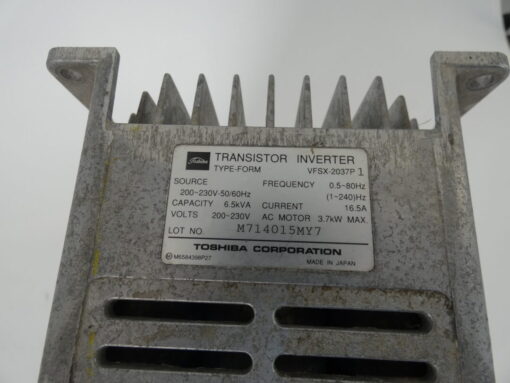 Toshiba TRANSISTOR INVERTER
TYPE-FORM VFSX-2037P 1
SOURCE FREQUENCY 0.5~80Hz
200~230V-50/60Hz (1~240)Hz
CAPACITY 6.5kVA CURRENT 16.5A
VOLTS 200~230V AC MOTOR 3.7kW MAX.
LOT NO. M714015MY7
TOSHIBA CORPORATION
M6584398P27 MADE IN JAPAN